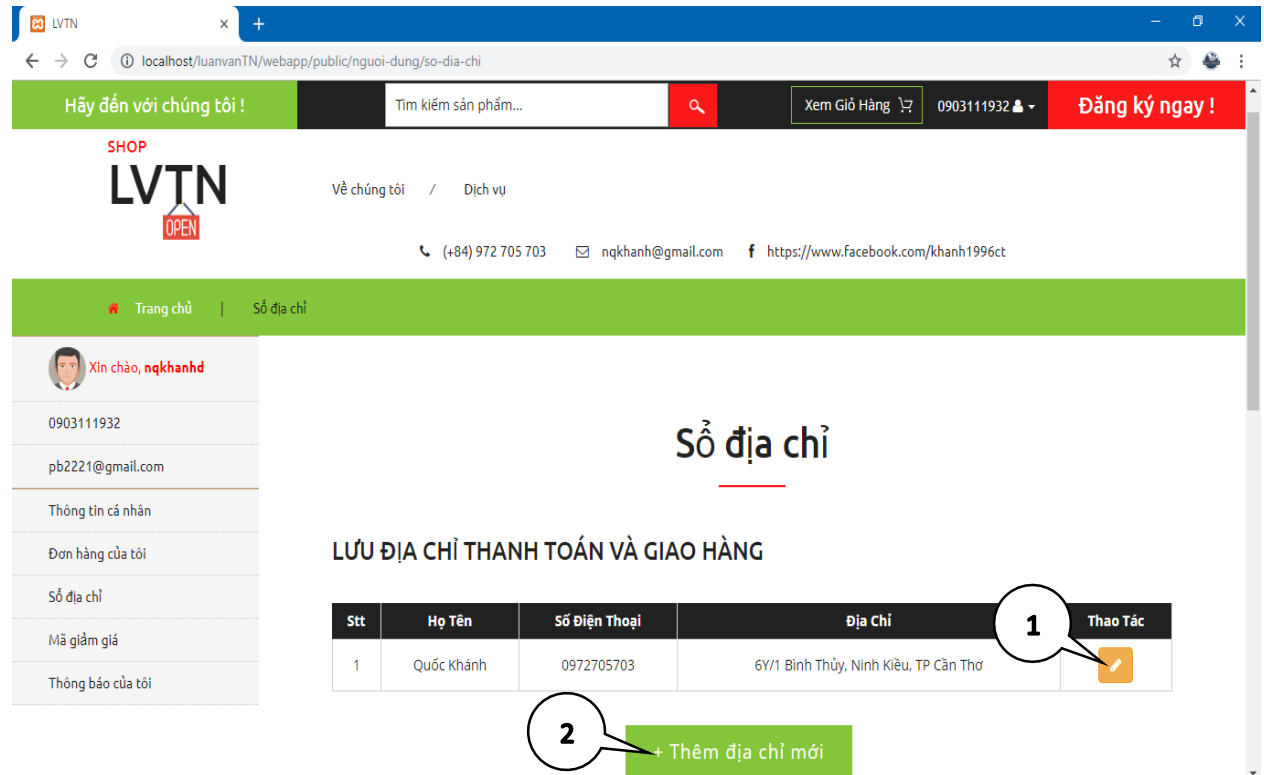 LVTN
localhost/luanvanTN/webapp/public/nguoi-dung/so-dia-chi
Hãy đến với chúng tôi !
Tìm kiếm sản phẩm...
Xem Giỏ Hàng
0903111932
Đăng ký ngay !
SHOP
LVTN
OPEN
Về chúng tôi / Dịch vụ
(+84) 972 705 703 nqkhanh@gmail.com https://www.facebook.com/khanh1996ct
Trang chủ | Sổ địa chỉ
Xin chào, nqkhanhd
0903111932
pb2221@gmail.com
Thông tin cá nhân
Đơn hàng của tôi
Sổ địa chỉ
Mã giảm giá
Thông báo của tôi
Sổ địa chỉ
LƯU ĐỊA CHỈ THANH TOÁN VÀ GIAO HÀNG
Stt Họ Tên Số Điện Thoại Địa Chỉ Thao Tác
1 Quốc Khánh 0972705703 6Y/1 Bình Thủy, Ninh Kiều, TP Cần Thơ
1
2
+ Thêm địa chỉ mới